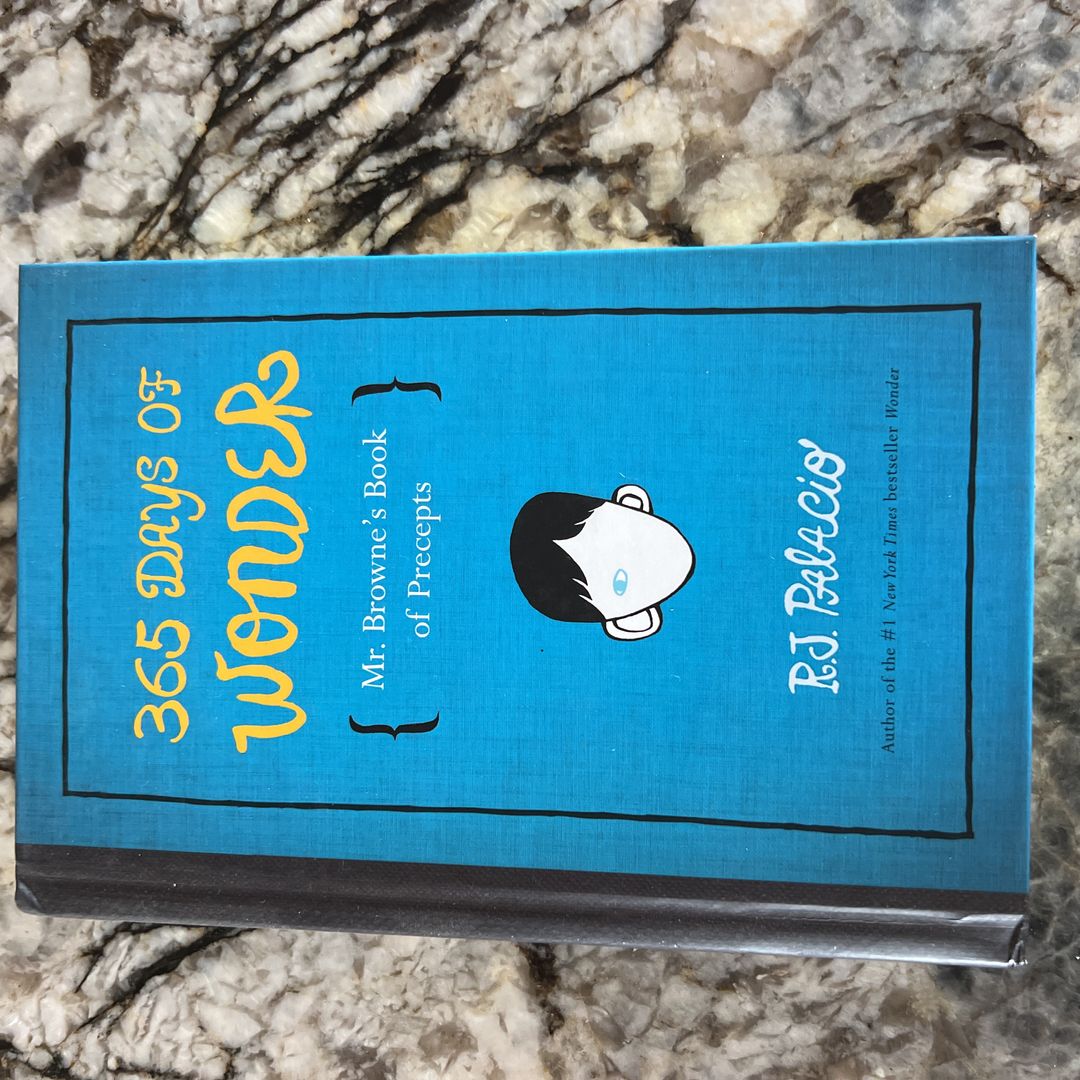 365 DAYS OF
WONDER
{ Mr. Browne's Book
of Precepts }
R.J. PALACIO
Author of the #1 New York Times bestseller Wonder